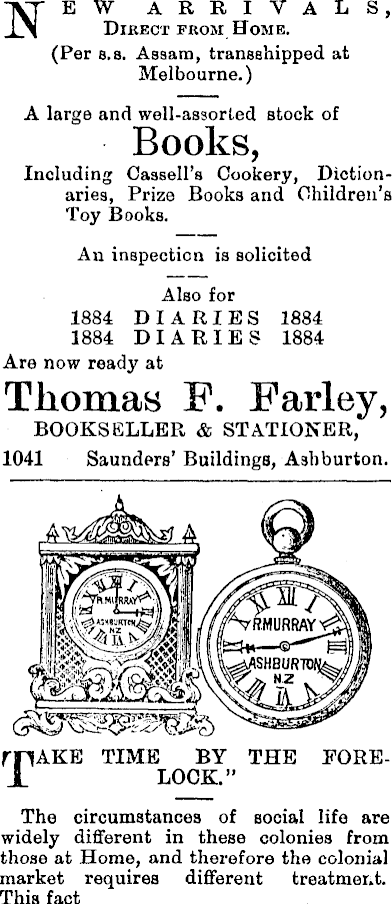 NEW ARRIVALS,
DIRECT FROM HOME.
(Per s.s. Assam, transshipped at
Melbourne.)
A large and well-assorted stock of
Books,
Including Cassell's Cookery, Diction-
aries, Prize Books and Children's
Toy Books.
An inspection is solicited
Also for
1884 DIARIES 1884
1884 DIARIES 1884
Are now ready at
Thomas F. Farley,
BOOKSELLER & STATIONER,
1041 Saunders' Buildings, Ashburton.
R.MURRAY
ASHBURTON
NZ
XII I
R.MURRAY
ASHBURTON
N.Z
TAKE TIME BY THE FORE-
LOCK."
The circumstances of social life are
widely different in these colonies from
those at Home, and therefore the colonial
market requires different treatment.
This fact